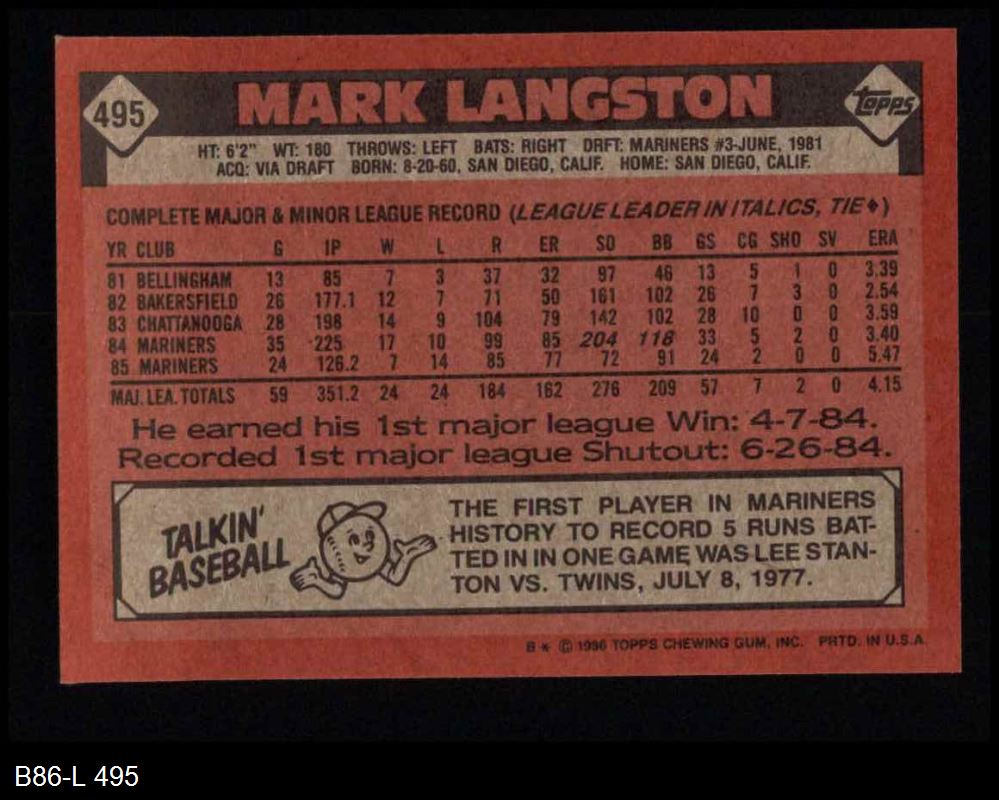 495
MARK LANGSTON
Topps
HT: 6'2" WT: 180 THROWS: LEFT BATS: RIGHT DRFT: MARINERS #3-JUNE, 1981
ACQ: VIA DRAFT BORN: 8-20-60, SAN DIEGO, CALIF. HOME: SAN DIEGO, CALIF.
COMPLETE MAJOR & MINOR LEAGUE RECORD (LEAGUE LEADER IN ITALICS, TIE♦)
YR CLUB G IP W L R ER SO BB GS CG SHO SV ERA
81 BELLINGHAM 13 85 7 3 37 32 97 46 13 5 1 0 3.39
82 BAKERSFIELD 26 177.1 12 7 71 50 161 102 26 7 3 0 2.54
83 CHATTANOOGA 28 198 14 9 104 79 142 102 28 10 0 0 3.59
84 MARINERS 35 225 17 10 99 85 204 118 33 5 2 0 3.40
85 MARINERS 24 126.2 7 14 85 77 72 91 24 2 0 0 5.47
MAJ. LEA. TOTALS 59 351.2 24 24 184 162 276 209 57 7 2 0 4.15
He earned his 1st major league Win: 4-7-84.
Recorded 1st major league Shutout: 6-26-84.
TALKIN'
BASEBALL
THE FIRST PLAYER IN MARINERS
HISTORY TO RECORD 5 RUNS BAT-
TED IN IN ONE GAME WAS LEE STAN-
TON VS. TWINS, JULY 8, 1977.
B * © 1986 TOPPS CHEWING GUM, INC. PRTD. IN U.S.A.
B86-L 495